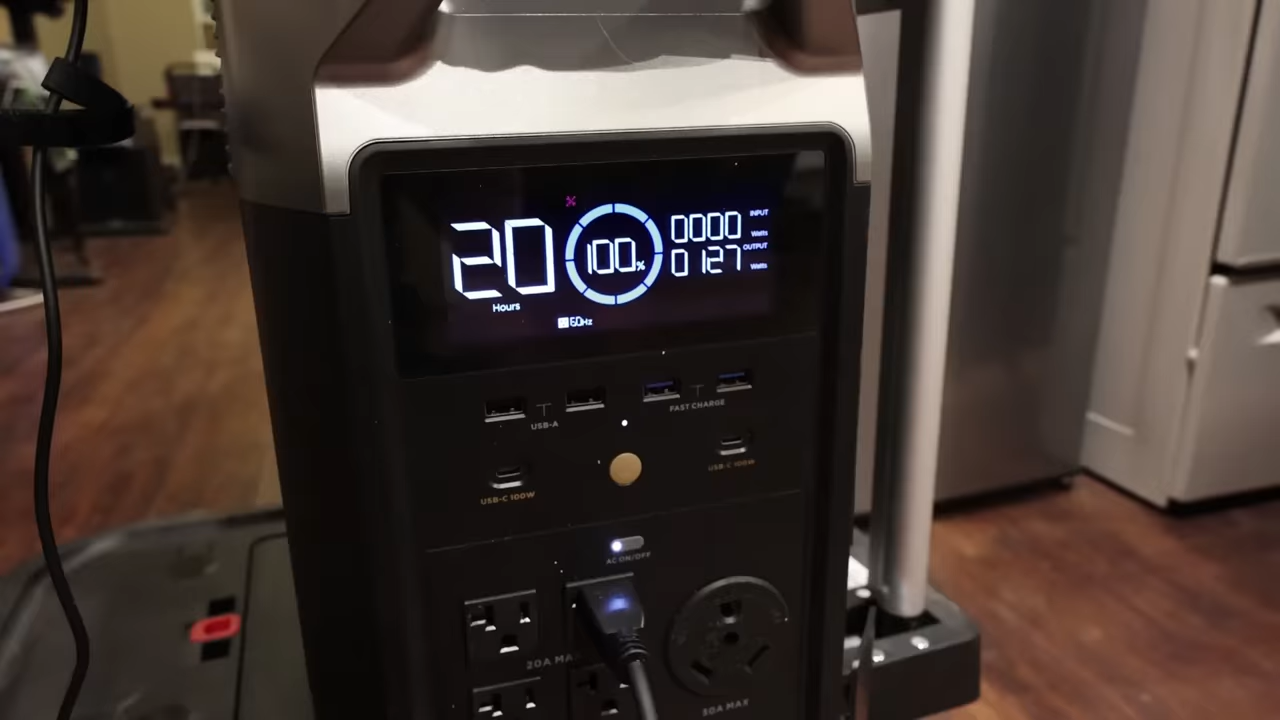 20
Hours
100%
0000 INPUT
Watts
0127 OUTPUT
Watts
60Hz
USB-A
FAST CHARGE
USB-C 100W
USB-C 100W
AC ON/OFF
20A MA
30A MAX